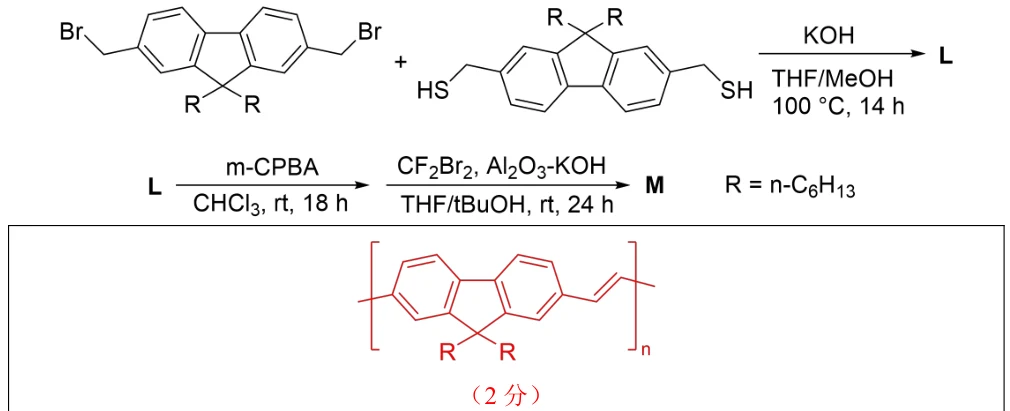 Br Br + R R HS SH KOH L
R R THF/MeOH
100 °C, 14 h
L m-CPBA CF₂Br₂, Al₂O₃-KOH M R = n-C₆H₁₃
CHCl₃, rt, 18 h THF/tBuOH, rt, 24 h
R R n
（2 分）